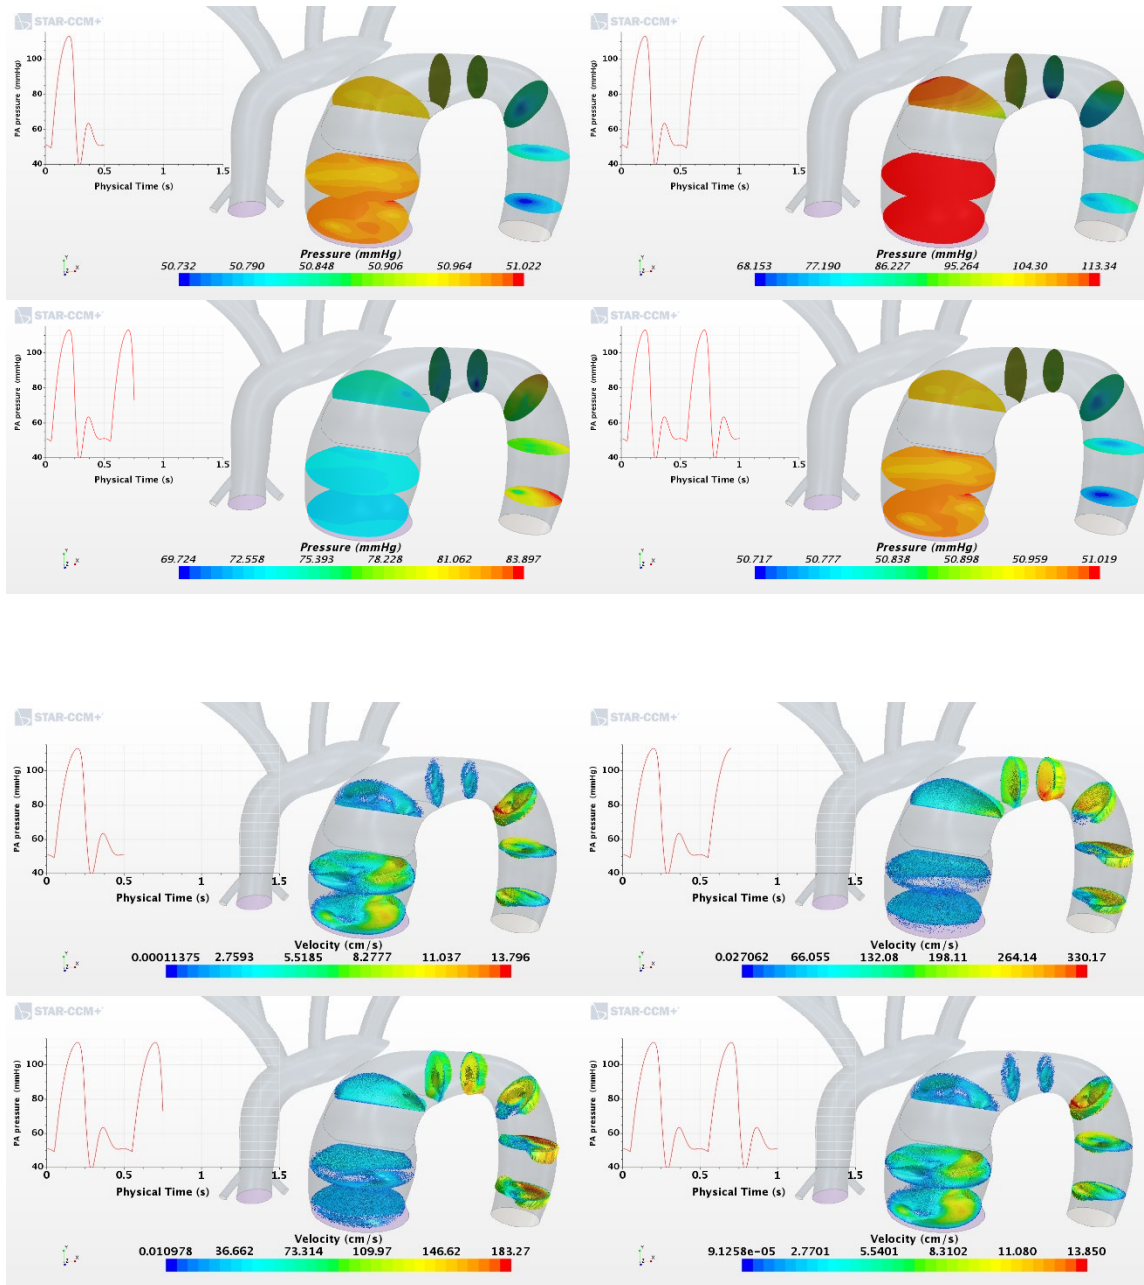 STAR-CCM+
PA pressure (mmHg)
100
80
60
40
0 0.5 1 1.5
Physical Time (s)
Pressure (mmHg)
50.732 50.790 50.848 50.906 50.964 51.022
STAR-CCM+
PA pressure (mmHg)
100
80
60
40
0 0.5 1 1.5
Physical Time (s)
Pressure (mmHg)
68.153 77.190 86.227 95.264 104.30 113.34
STAR-CCM+
PA pressure (mmHg)
100
80
60
40
0 0.5 1 1.5
Physical Time (s)
Pressure (mmHg)
69.724 72.558 75.393 78.228 81.062 83.897
STAR-CCM+
PA pressure (mmHg)
100
80
60
40
0 0.5 1 1.5
Physical Time (s)
Pressure (mmHg)
50.717 50.777 50.838 50.898 50.959 51.019
STAR-CCM+
PA pressure (mmHg)
100
80
60
40
0 0.5 1 1.5
Physical Time (s)
Velocity (cm/s)
0.00011375 2.7593 5.5185 8.2777 11.037 13.796
STAR-CCM+
PA pressure (mmHg)
100
80
60
40
0 0.5 1 1.5
Physical Time (s)
Velocity (cm/s)
0.027062 66.055 132.08 198.11 264.14 330.17
STAR-CCM+
PA pressure (mmHg)
100
80
60
40
0 0.5 1 1.5
Physical Time (s)
Velocity (cm/s)
0.010978 36.662 73.314 109.97 146.62 183.27
STAR-CCM+
PA pressure (mmHg)
100
80
60
40
0 0.5 1 1.5
Physical Time (s)
Velocity (cm/s)
9.1258e-05 2.7701 5.5401 8.3102 11.080 13.850